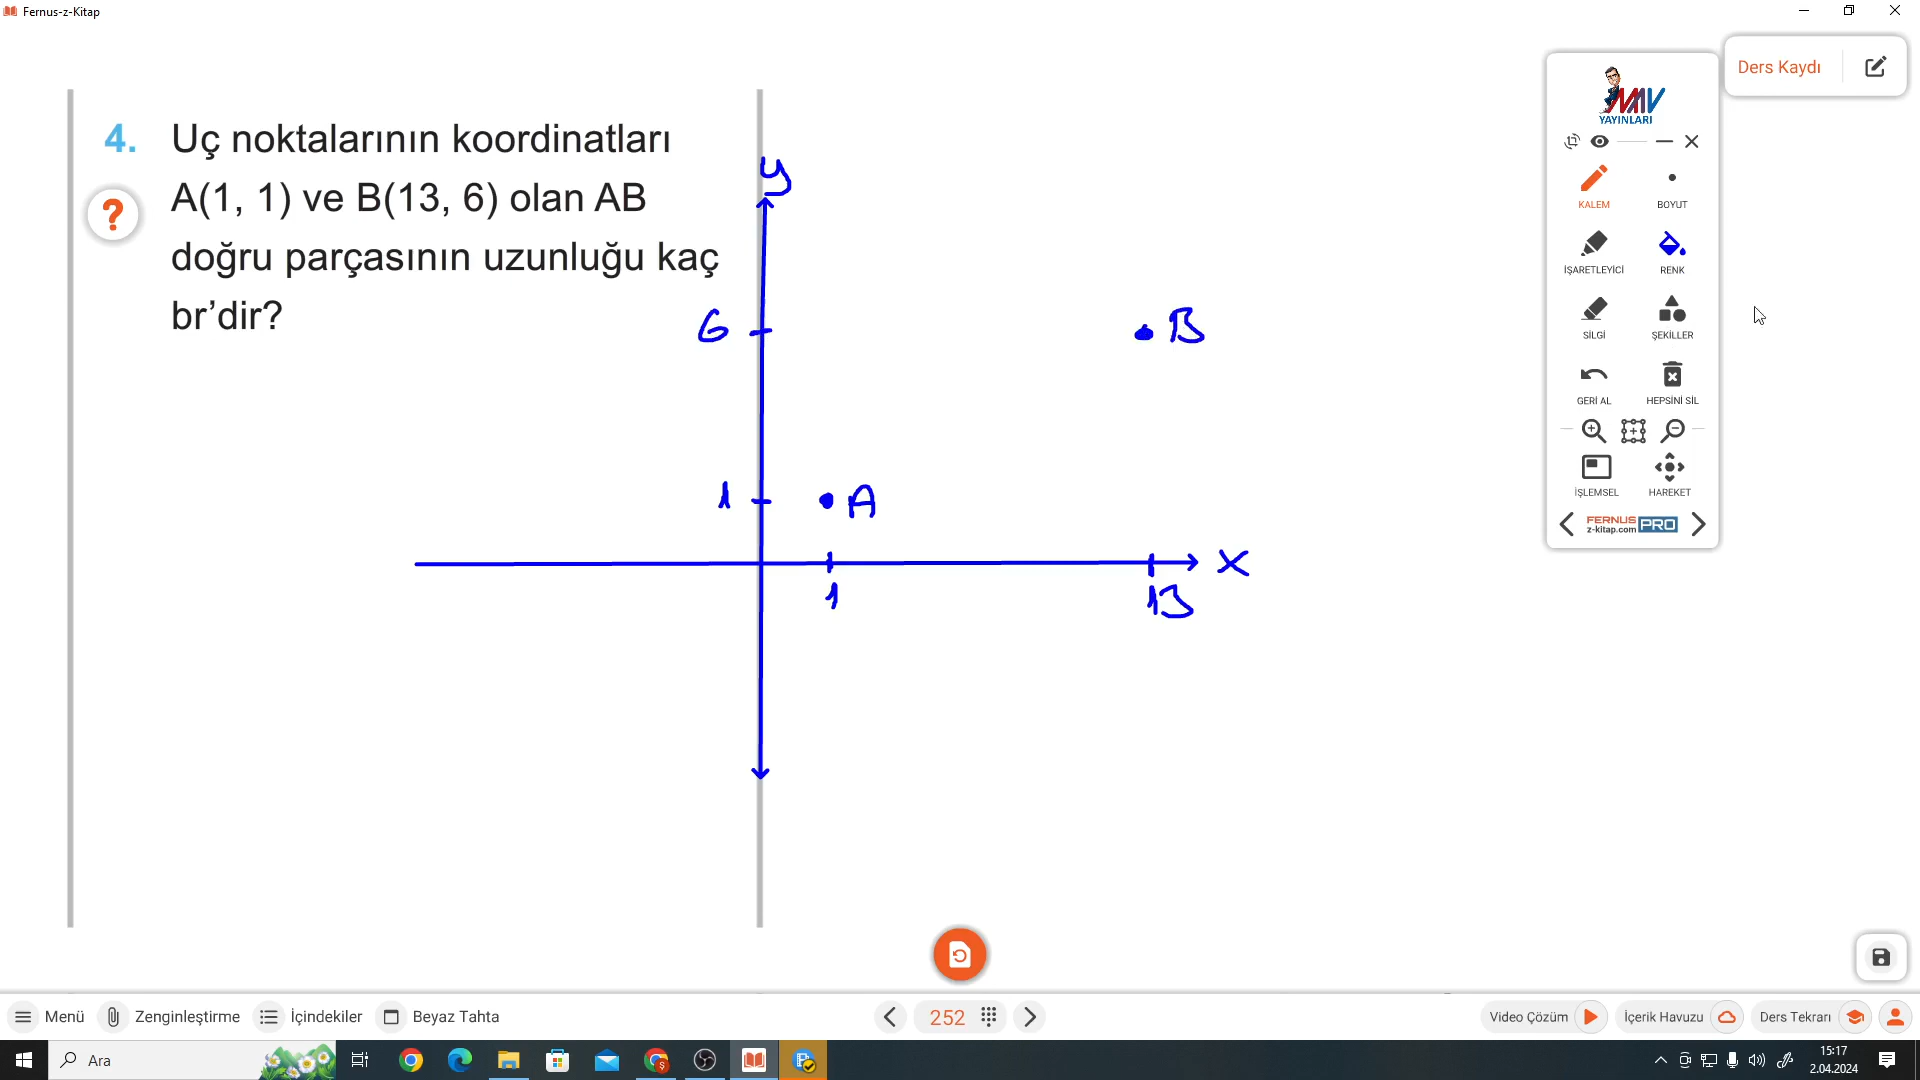 Fernus-z-Kitap
Ders Kaydı
MMV
YAYINLARI
4. Uç noktalarının koordinatları
A(1, 1) ve B(13, 6) olan AB
doğru parçasının uzunluğu kaç
br’dir?
?
y
6
B
1
A
x
1
13
KALEM
BOYUT
İŞARETLEYİCİ
RENK
SİLGİ
ŞEKİLLER
GERİ AL
HEPSİNİ SİL
İŞLEMSEL
HAREKET
FERNUS
z-kitap.com
PRO
Menü
Zenginleştirme
İçindekiler
Beyaz Tahta
252
Video Çözüm
İçerik Havuzu
Ders Tekrarı
Ara
15:17
2.04.2024